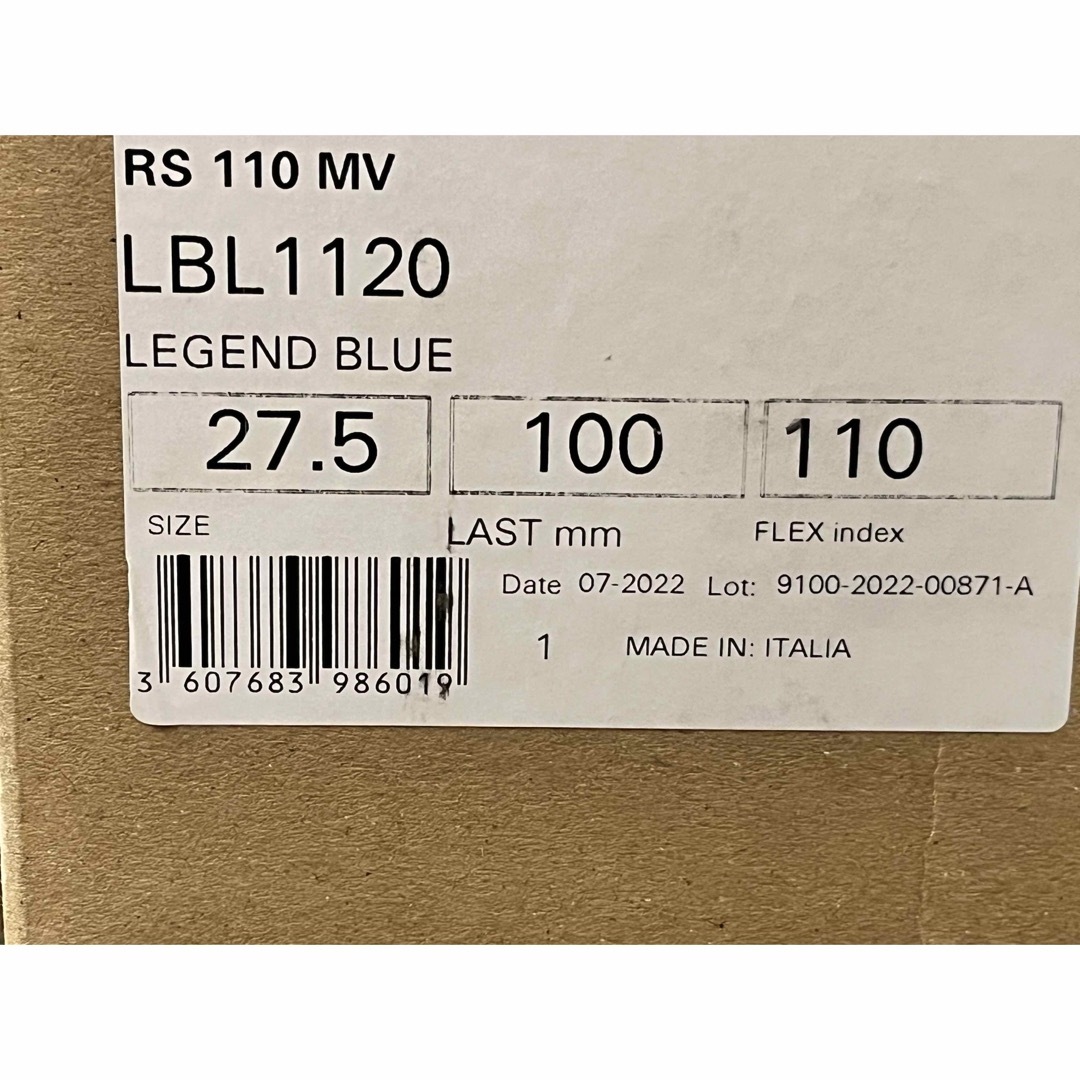 RS 110 MV
LBL1120
LEGEND BLUE
27.5 100 110
SIZE LAST mm FLEX index
Date 07-2022 Lot: 9100-2022-00871-A
1 MADE IN: ITALIA
3 607683 986019